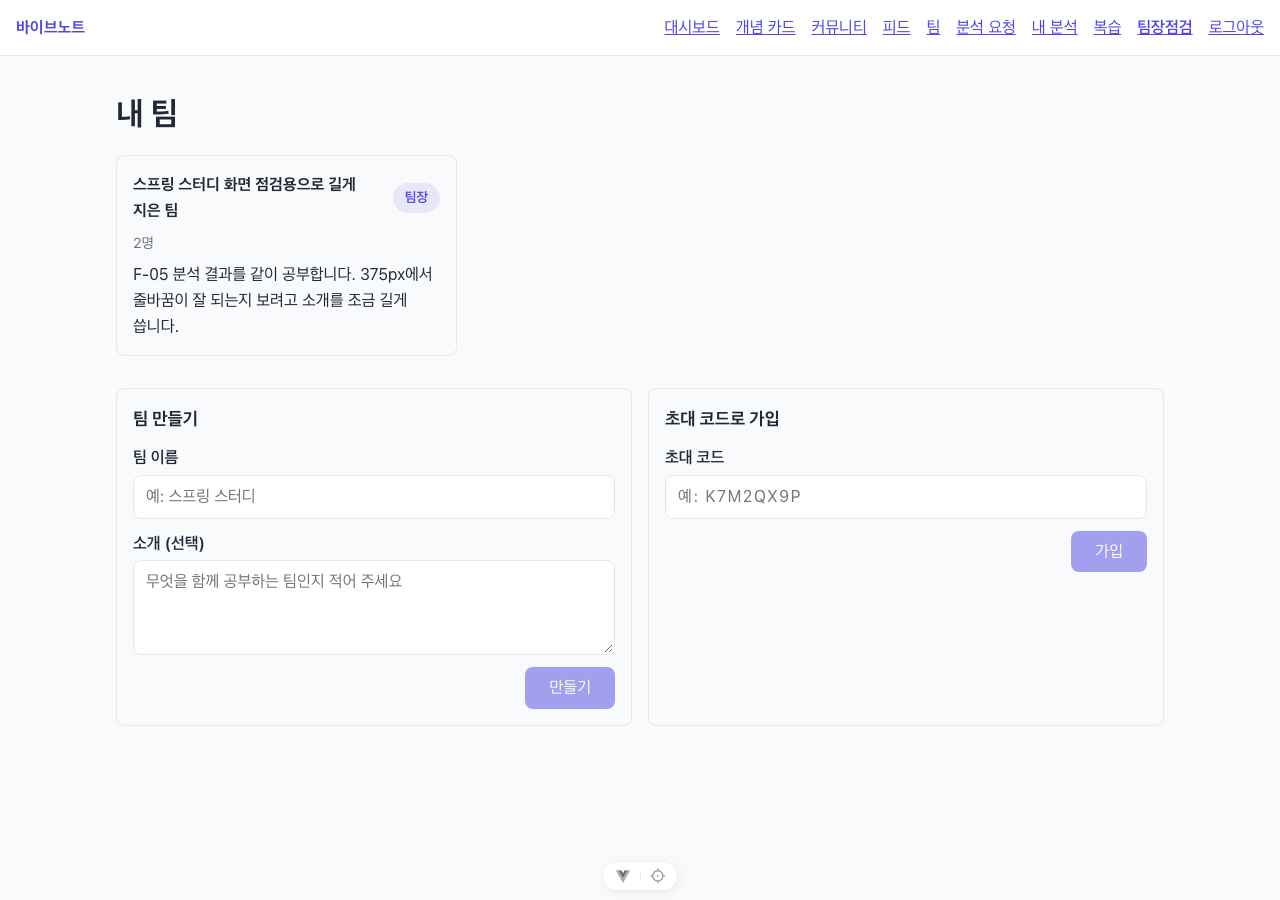 바이브노트
대시보드 개념 카드 커뮤니티 피드 팀 분석 요청 내 분석 복습 팀장점검 로그아웃
내 팀
스프링 스터디 화면 점검용으로 길게
지은 팀
팀장
2명
F-05 분석 결과를 같이 공부합니다. 375px에서
줄바꿈이 잘 되는지 보려고 소개를 조금 길게
씁니다.
팀 만들기
팀 이름
예: 스프링 스터디
소개 (선택)
무엇을 함께 공부하는 팀인지 적어 주세요
만들기
초대 코드로 가입
초대 코드
예: K7M2QX9P
가입